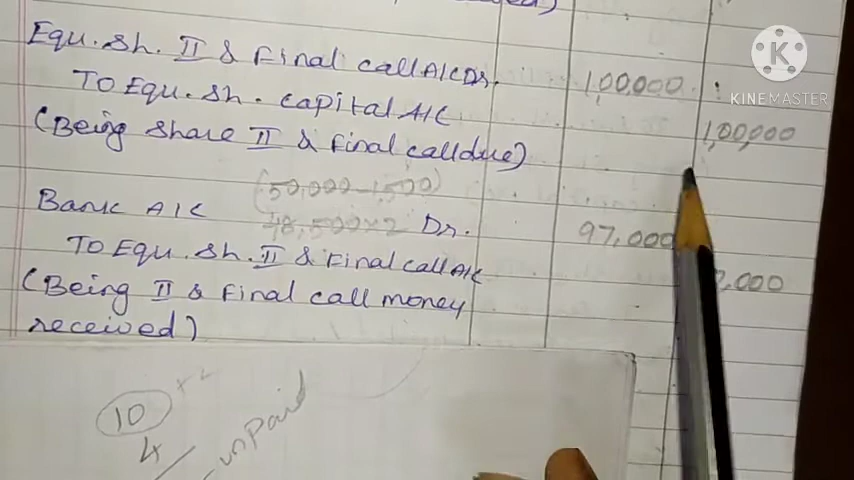 Equ. Sh. II & Final call A/C Dr. 1,00,000
To Equ. Sh. Capital A/C 1,00,000
(Being Share II & Final call due)
(50,000-1,500)
Bank A/C 48,500×2 Dr. 97,000
To Equ. Sh. II & Final call A/C ,000
(Being II & Final call money
received)
10
4
unpaid
KINEMASTER